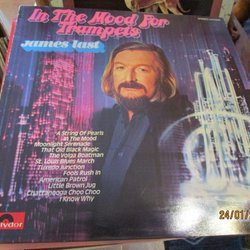 In The Mood For
Trumpets
james last
A String Of Pearls
In The Mood
Moonlight Serenade
That Old Black Magic
The Volga Boatman
St. Louis Blues March
Tuxedo Junction
Fools Rush In
American Patrol
Little Brown Jug
Chattanooga Choo Choo
I Know Why
Polydor
24/01/